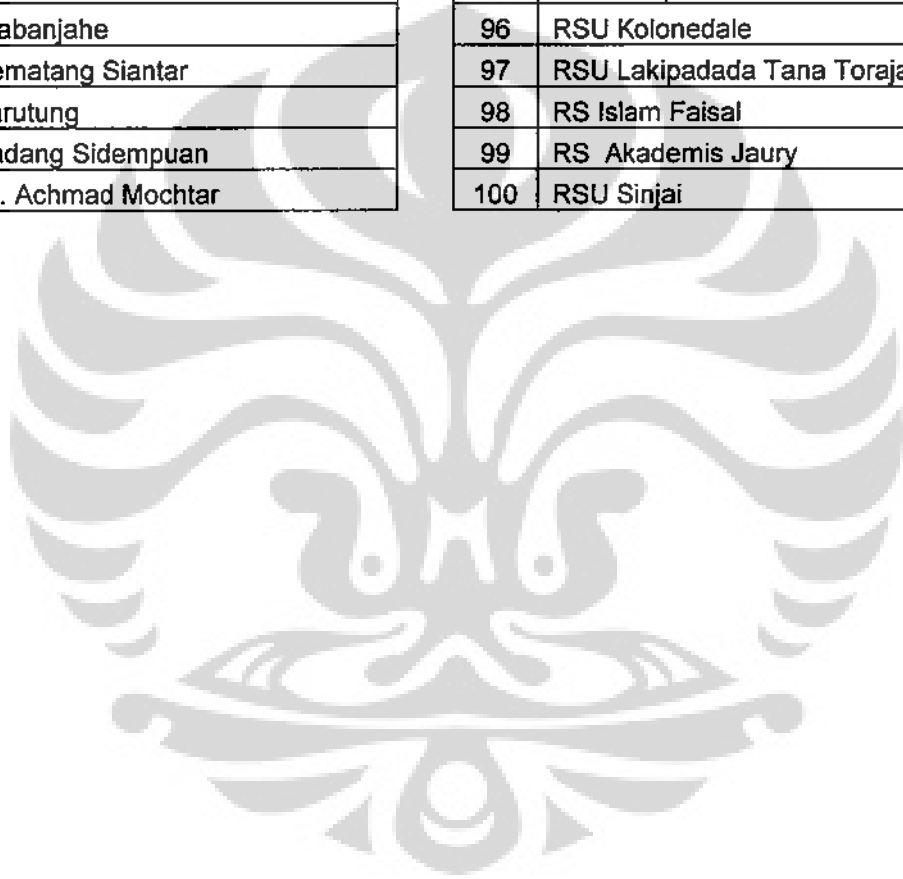 abanjahe
ematang Siantar
arutung
adang Sidempuan
. Achmad Mochtar
96 RSU Kolonedale
97 RSU Lakipadada Tana Toraja
98 RS Islam Faisal
99 RS Akademis Jaury
100 RSU Sinjai